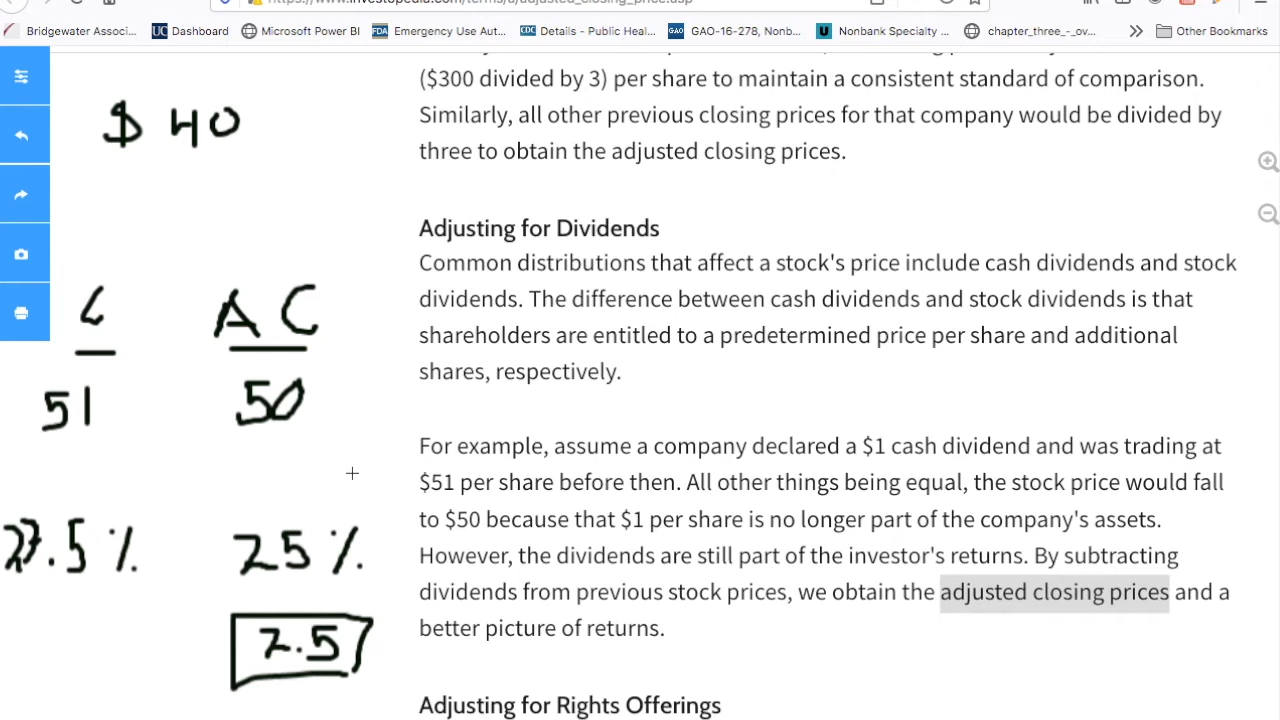 Bridgewater Associ...
UC Dashboard
Microsoft Power BI
FDA Emergency Use Aut...
CDC Details - Public Heal...
GAO GAO-16-278, Nonb...
U Nonbank Specialty ...
chapter_three_-_ov...
Other Bookmarks
$ 40
C
AC
51
50
27.5%
25%
2.5
($300 divided by 3) per share to maintain a consistent standard of comparison.
Similarly, all other previous closing prices for that company would be divided by
three to obtain the adjusted closing prices.
Adjusting for Dividends
Common distributions that affect a stock's price include cash dividends and stock
dividends. The difference between cash dividends and stock dividends is that
shareholders are entitled to a predetermined price per share and additional
shares, respectively.
For example, assume a company declared a $1 cash dividend and was trading at
$51 per share before then. All other things being equal, the stock price would fall
to $50 because that $1 per share is no longer part of the company's assets.
However, the dividends are still part of the investor's returns. By subtracting
dividends from previous stock prices, we obtain the adjusted closing prices and a
better picture of returns.
Adjusting for Rights Offerings